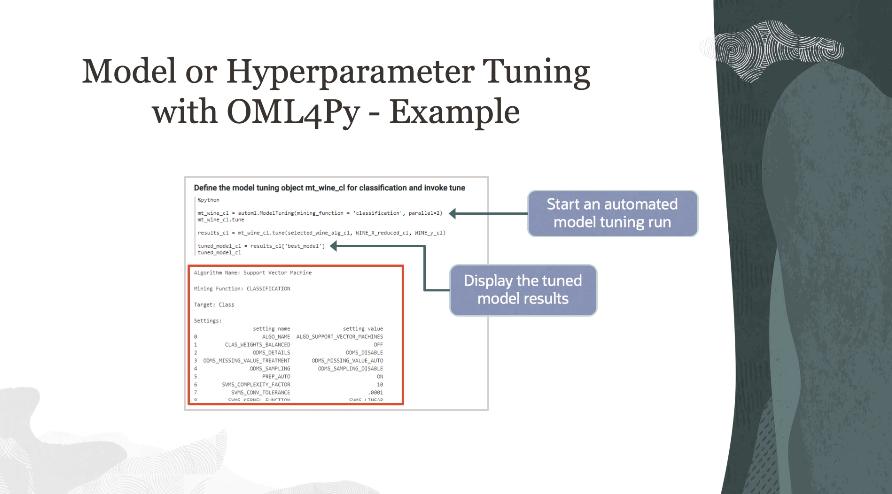 Model or Hyperparameter Tuning
with OML4Py - Example
Define the model tuning object mt_wine_cl for classification and invoke tune
%python
mt_wine_cl = automl.ModelTuning(mining_function = 'classification', parallel=2)
mt_wine_cl.tune
results_cl = mt_wine_cl.tune(selected_wine_alg_cl, WINE_X_reduced_cl, WINE_y_cl)
tuned_model_cl = results_cl['best_model']
tuned_model_cl
Start an automated
model tuning run
Display the tuned
model results
Algorithm Name: Support Vector Machine
Mining Function: CLASSIFICATION
Target: Class
Settings:
setting name setting value
0 ALGO_NAME ALGO_SUPPORT_VECTOR_MACHINES
1 CLAS_WEIGHTS_BALANCED OFF
2 ODMS_DETAILS ODMS_DISABLE
3 ODMS_MISSING_VALUE_TREATMENT ODMS_MISSING_VALUE_AUTO
4 ODMS_SAMPLING ODMS_SAMPLING_DISABLE
5 PREP_AUTO ON
6 SVMS_COMPLEXITY_FACTOR 10
7 SVMS_CONV_TOLERANCE .0001